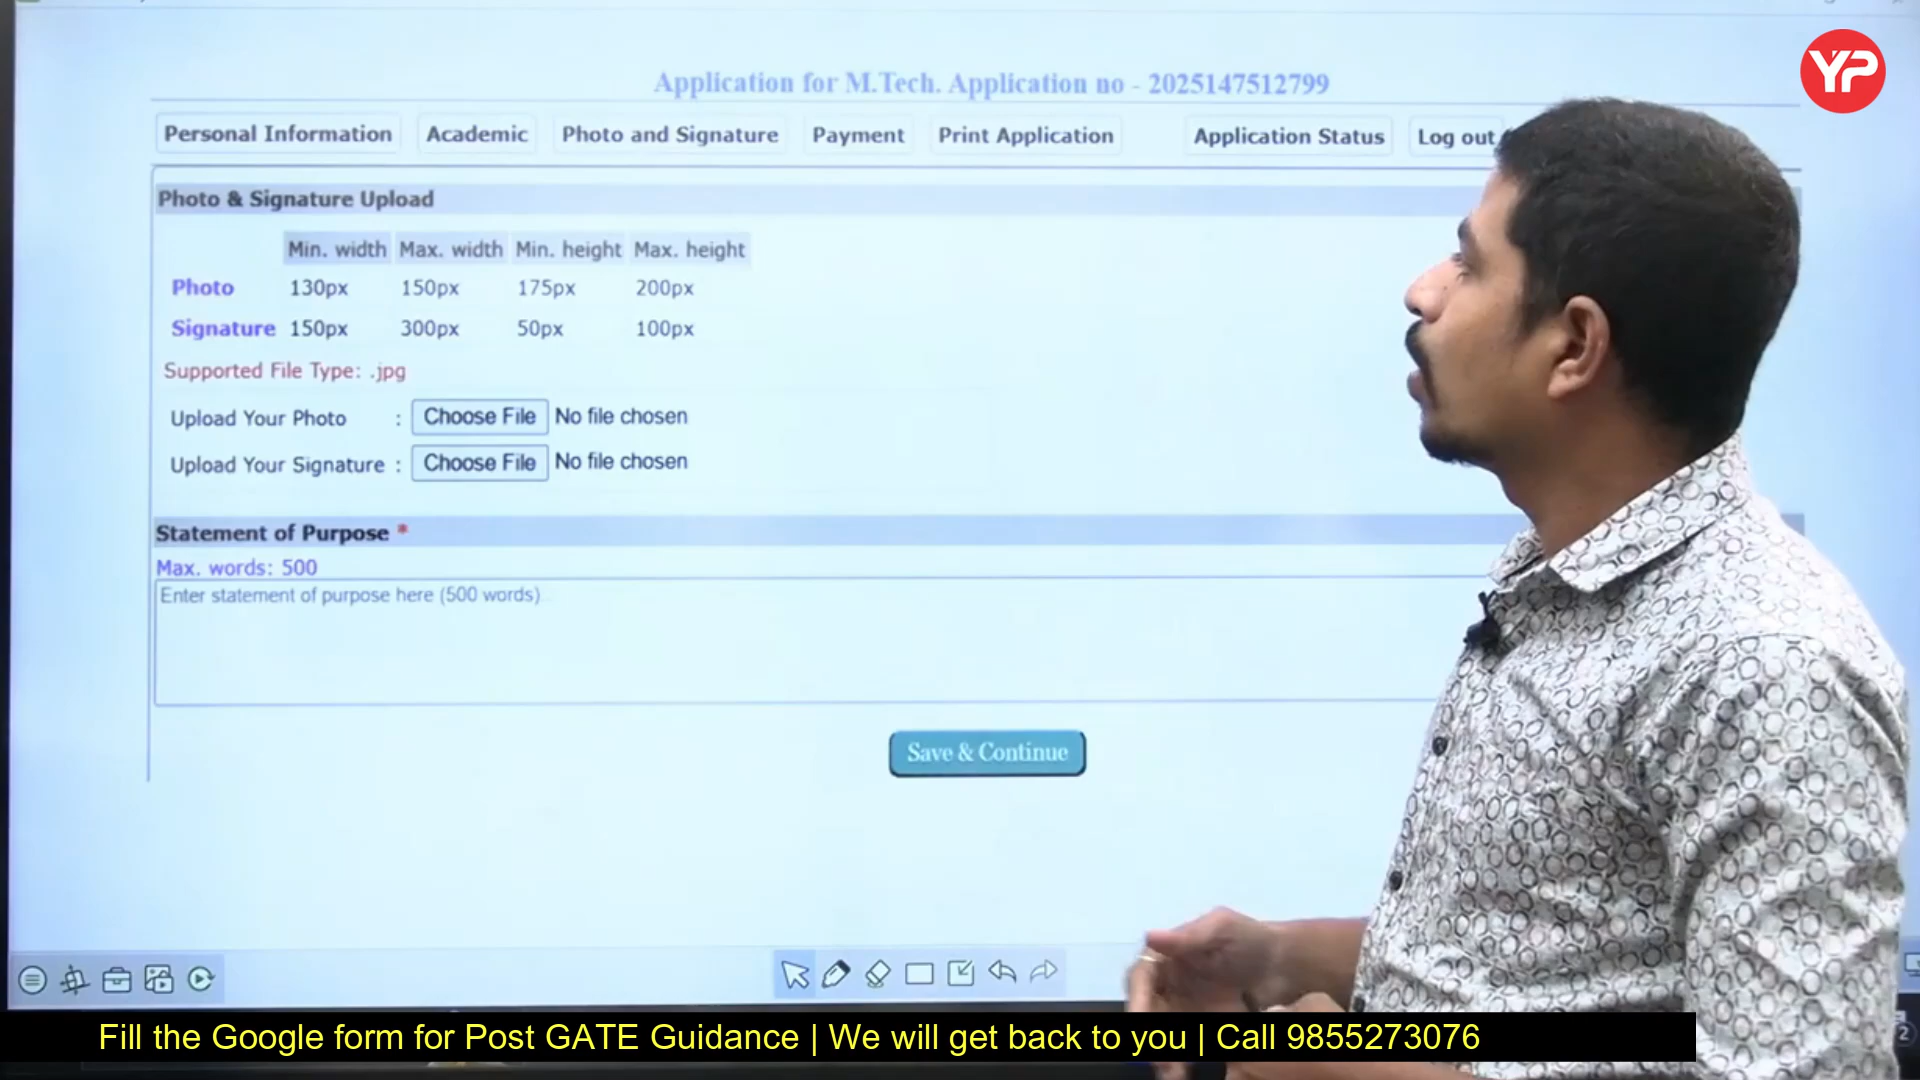 YP
Application for M.Tech. Application no - 2025147512799
Personal Information Academic Photo and Signature Payment Print Application Application Status Log out
Photo & Signature Upload
Min. width Max. width Min. height Max. height
Photo 130px 150px 175px 200px
Signature 150px 300px 50px 100px
Supported File Type: .jpg
Upload Your Photo : Choose File No file chosen
Upload Your Signature : Choose File No file chosen
Statement of Purpose *
Max. words: 500
Enter statement of purpose here (500 words)
Save & Continue
Fill the Google form for Post GATE Guidance | We will get back to you | Call 9855273076